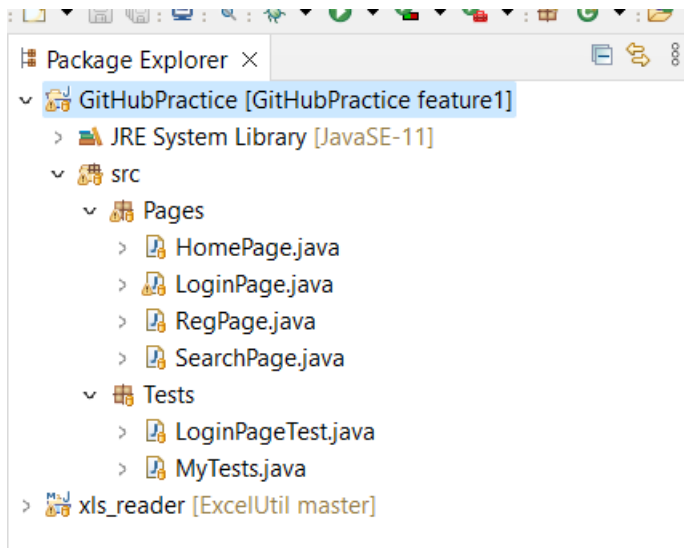 Package Explorer
GitHubPractice [GitHubPractice feature1]
JRE System Library [JavaSE-11]
src
Pages
HomePage.java
LoginPage.java
RegPage.java
SearchPage.java
Tests
LoginPageTest.java
MyTests.java
xls_reader [ExcelUtil master]